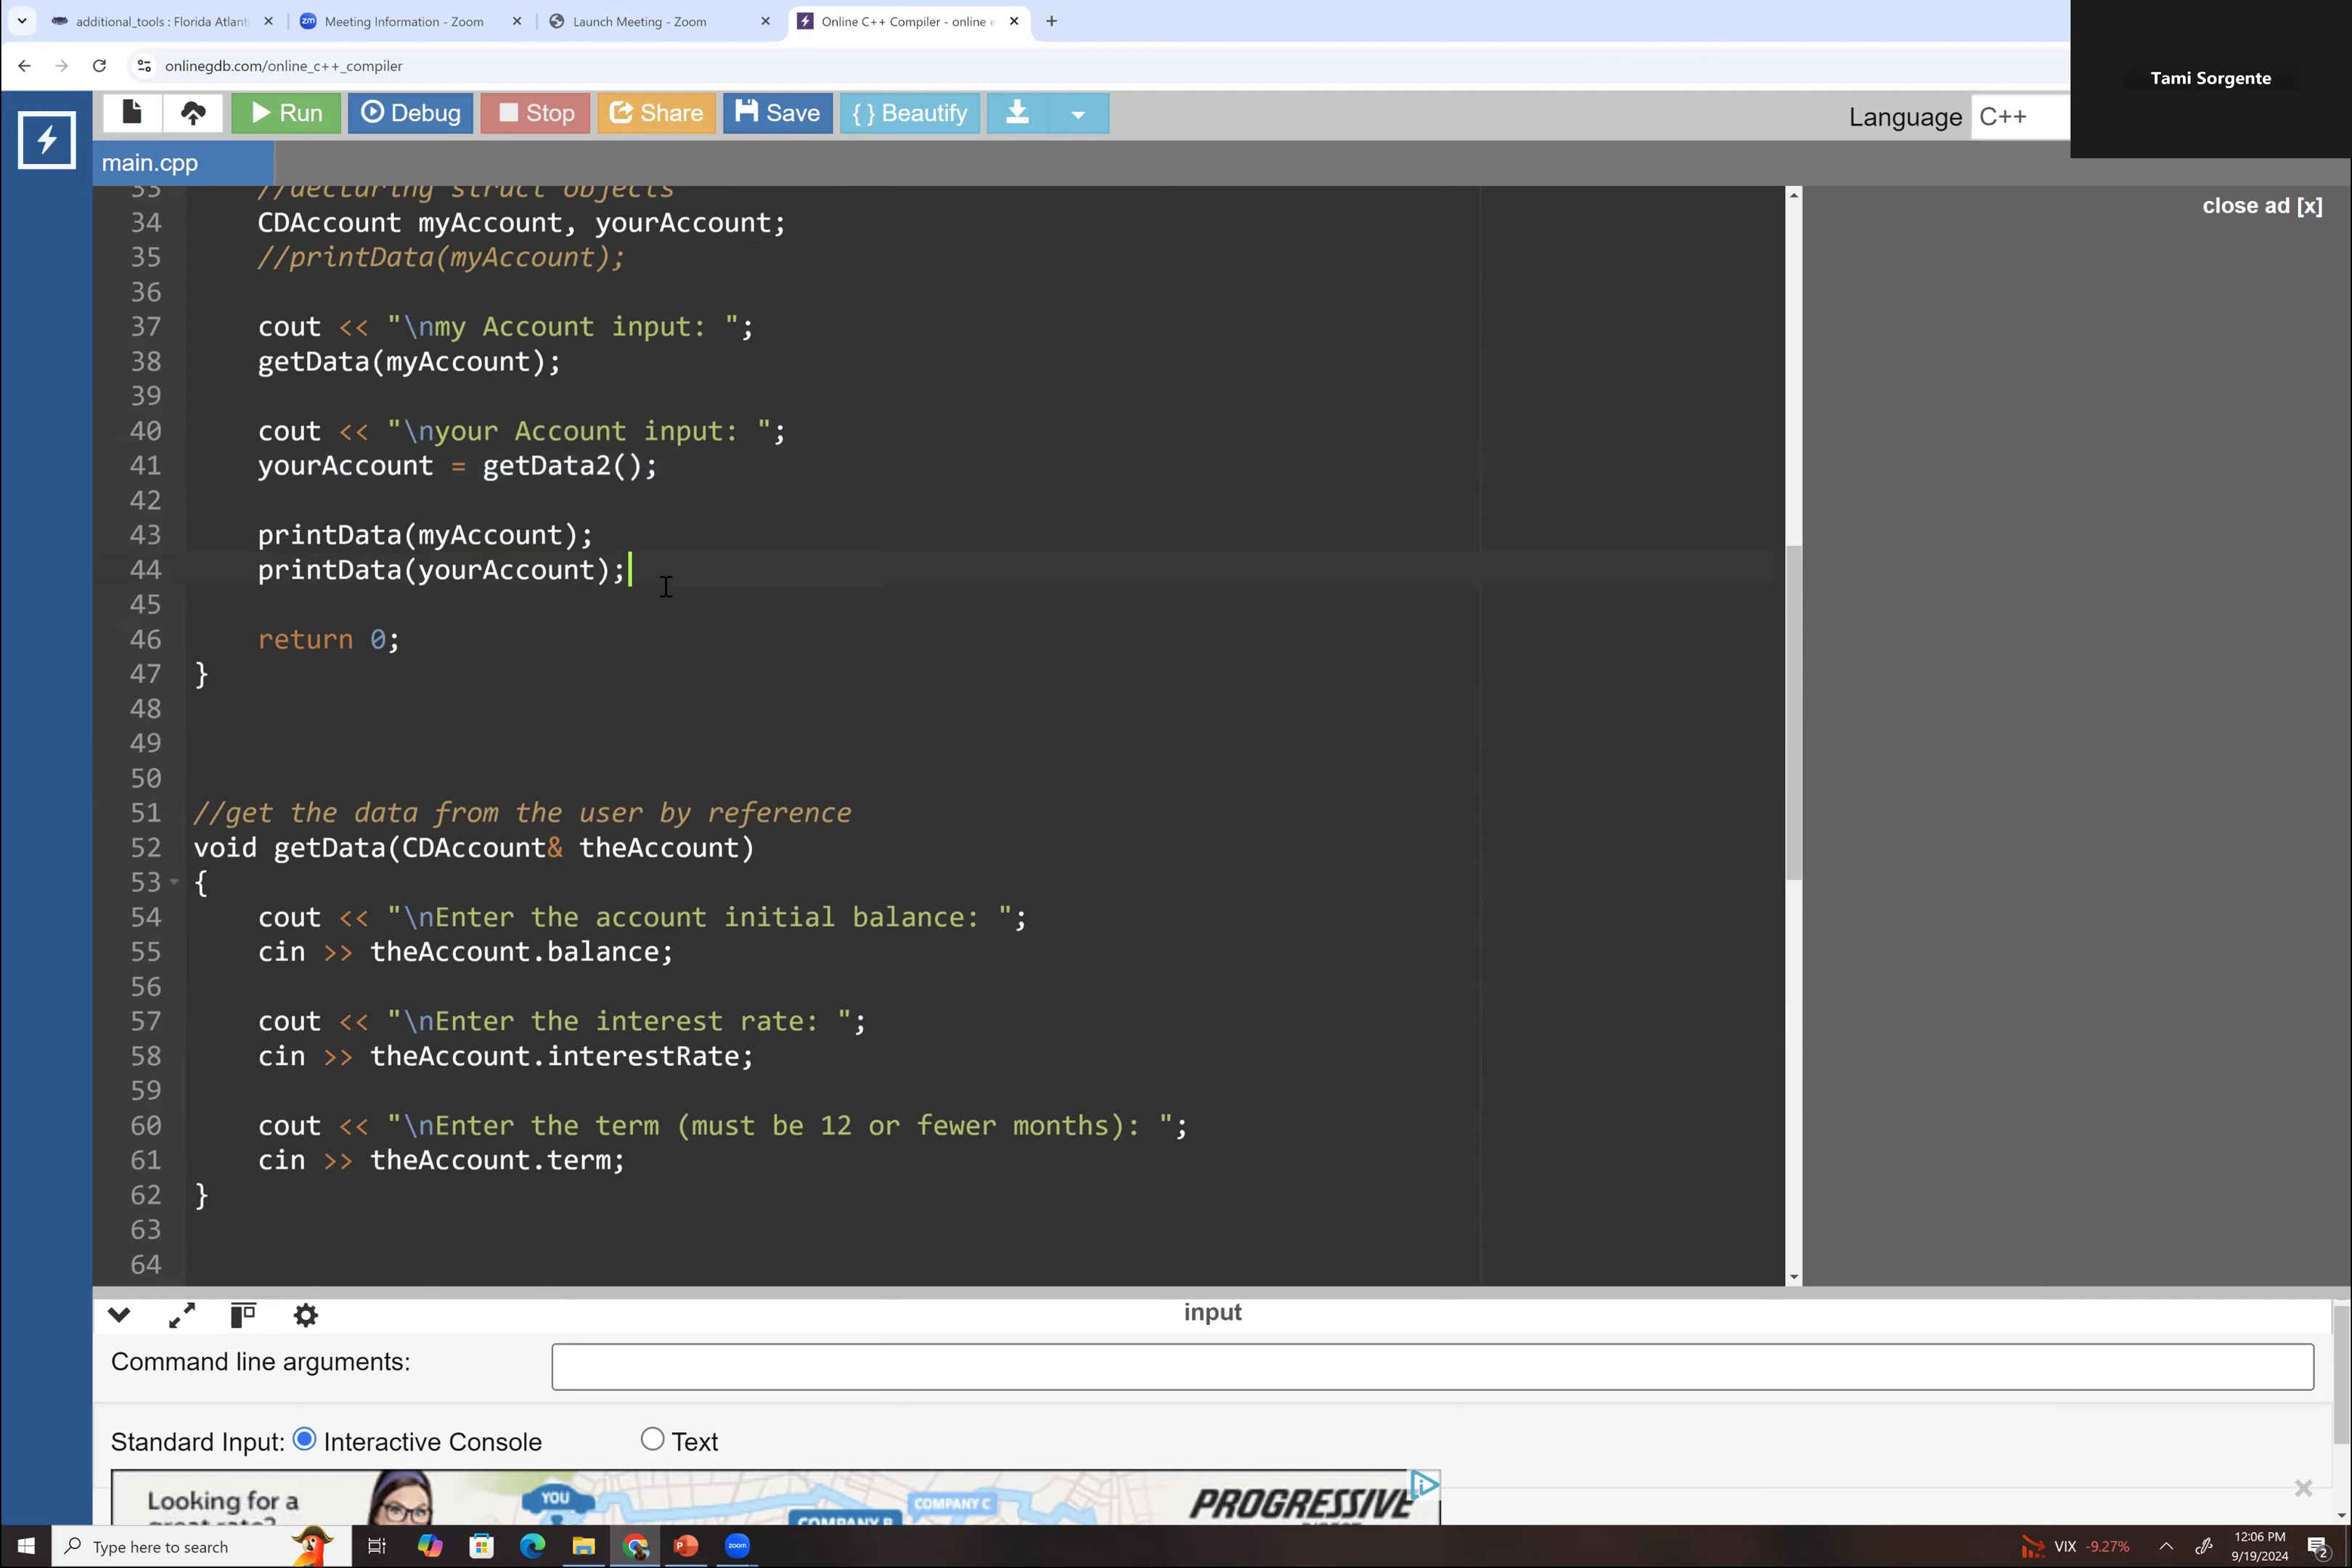 additional_tools : Florida Atlant
Meeting Information - Zoom
Launch Meeting - Zoom
Online C++ Compiler - online e
onlinegdb.com/online_c++_compiler
Tami Sorgente
Run
Debug
Stop
Share
Save
{ } Beautify
Language
C++
main.cpp
close ad [x]
33 //declaring struct objects
34 CDAccount myAccount, yourAccount;
35 //printData(myAccount);
36
37 cout << "\nmy Account input: ";
38 getData(myAccount);
39
40 cout << "\nyour Account input: ";
41 yourAccount = getData2();
42
43 printData(myAccount);
44 printData(yourAccount);
45
46 return 0;
47 }
48
49
50
51 //get the data from the user by reference
52 void getData(CDAccount& theAccount)
53 {
54 cout << "\nEnter the account initial balance: ";
55 cin >> theAccount.balance;
56
57 cout << "\nEnter the interest rate: ";
58 cin >> theAccount.interestRate;
59
60 cout << "\nEnter the term (must be 12 or fewer months): ";
61 cin >> theAccount.term;
62 }
63
64
input
Command line arguments:
Standard Input: Interactive Console Text
Looking for a
great rate?
YOU
COMPANY C
COMPANY B
PROGRESSIVE
Type here to search
zoom
VIX -9.27%
12:06 PM
9/19/2024
2